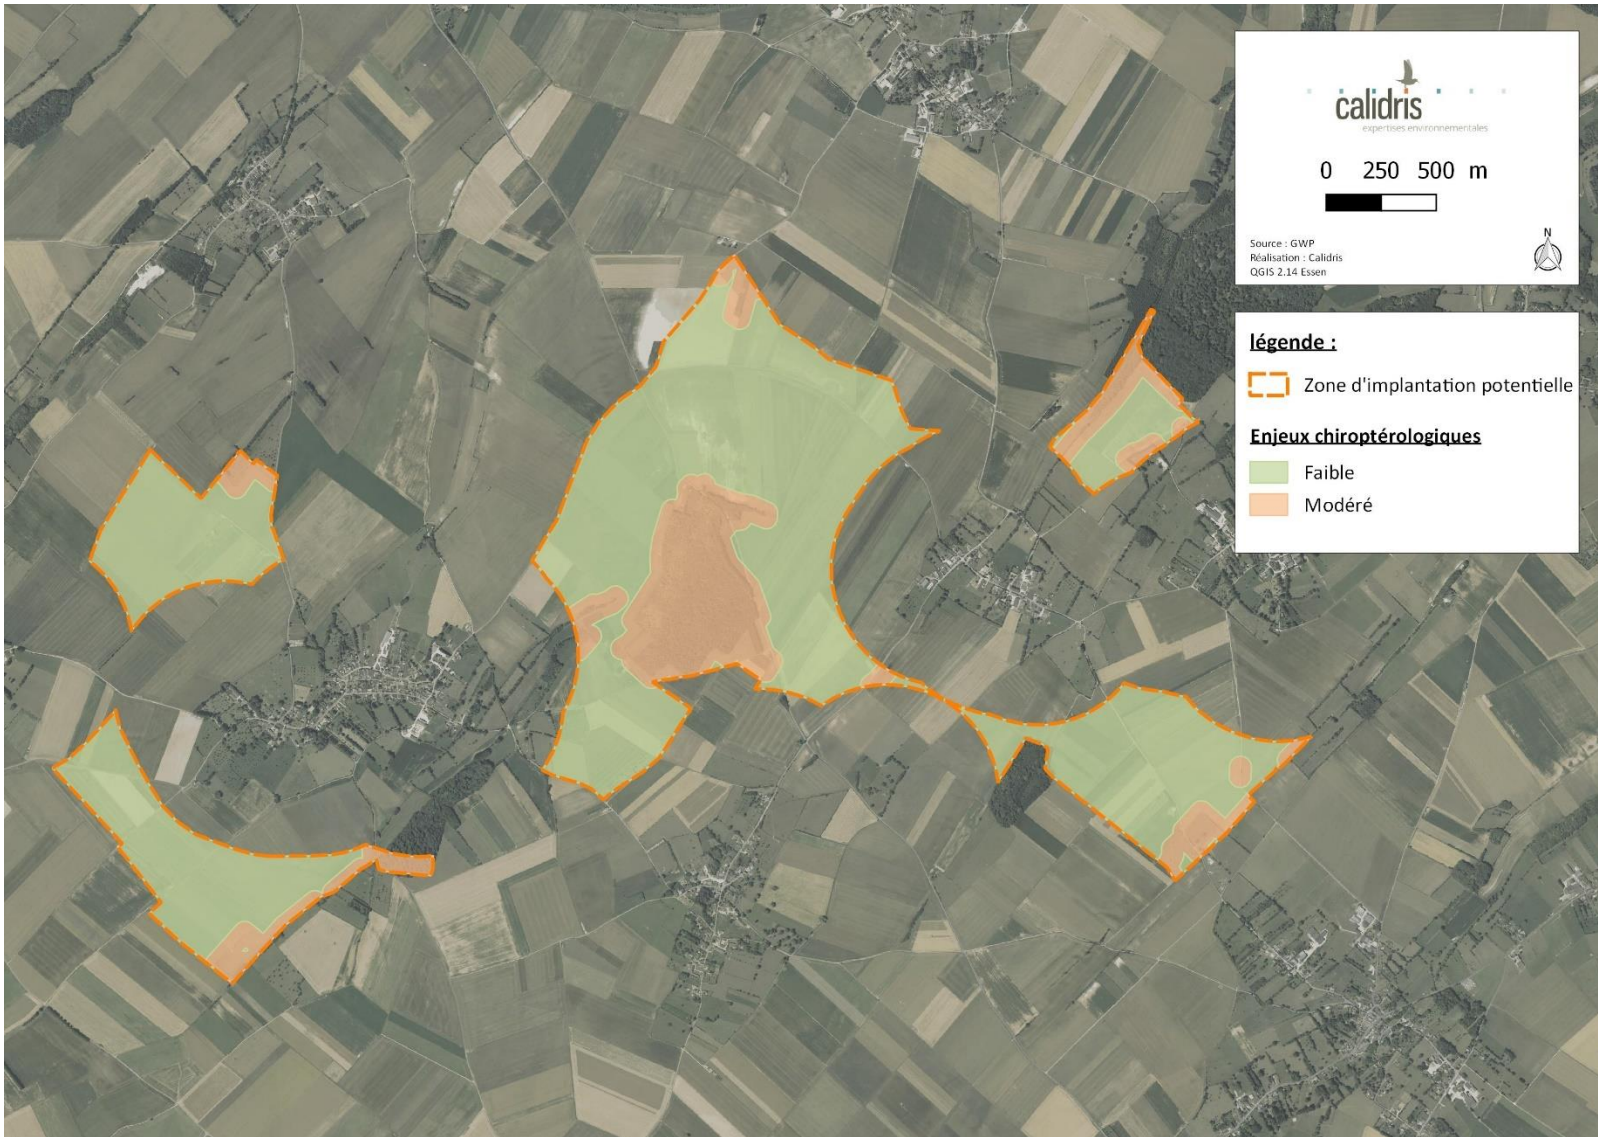 calidris
expertises environnementales
0 250 500 m
Source : GWP
Réalisation : Calidris
QGIS 2.14 Essen
N
légende :
Zone d'implantation potentielle
Enjeux chiroptérologiques
Faible
Modéré